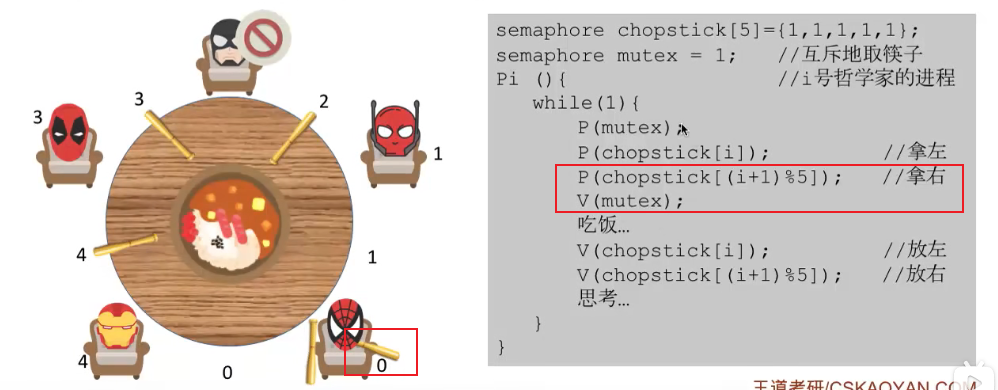 3
2
3
1
4
1
4
0
0
semaphore chopstick[5]={1,1,1,1,1};
semaphore mutex = 1; //互斥地取筷子
Pi (){ //i号哲学家的进程
while(1){
P(mutex);
P(chopstick[i]); //拿左
P(chopstick[(i+1)%5]); //拿右
V(mutex);
吃饭…
V(chopstick[i]); //放左
V(chopstick[(i+1)%5]); //放右
思考…
}
}
王道考研/CSKAOYAN.COM